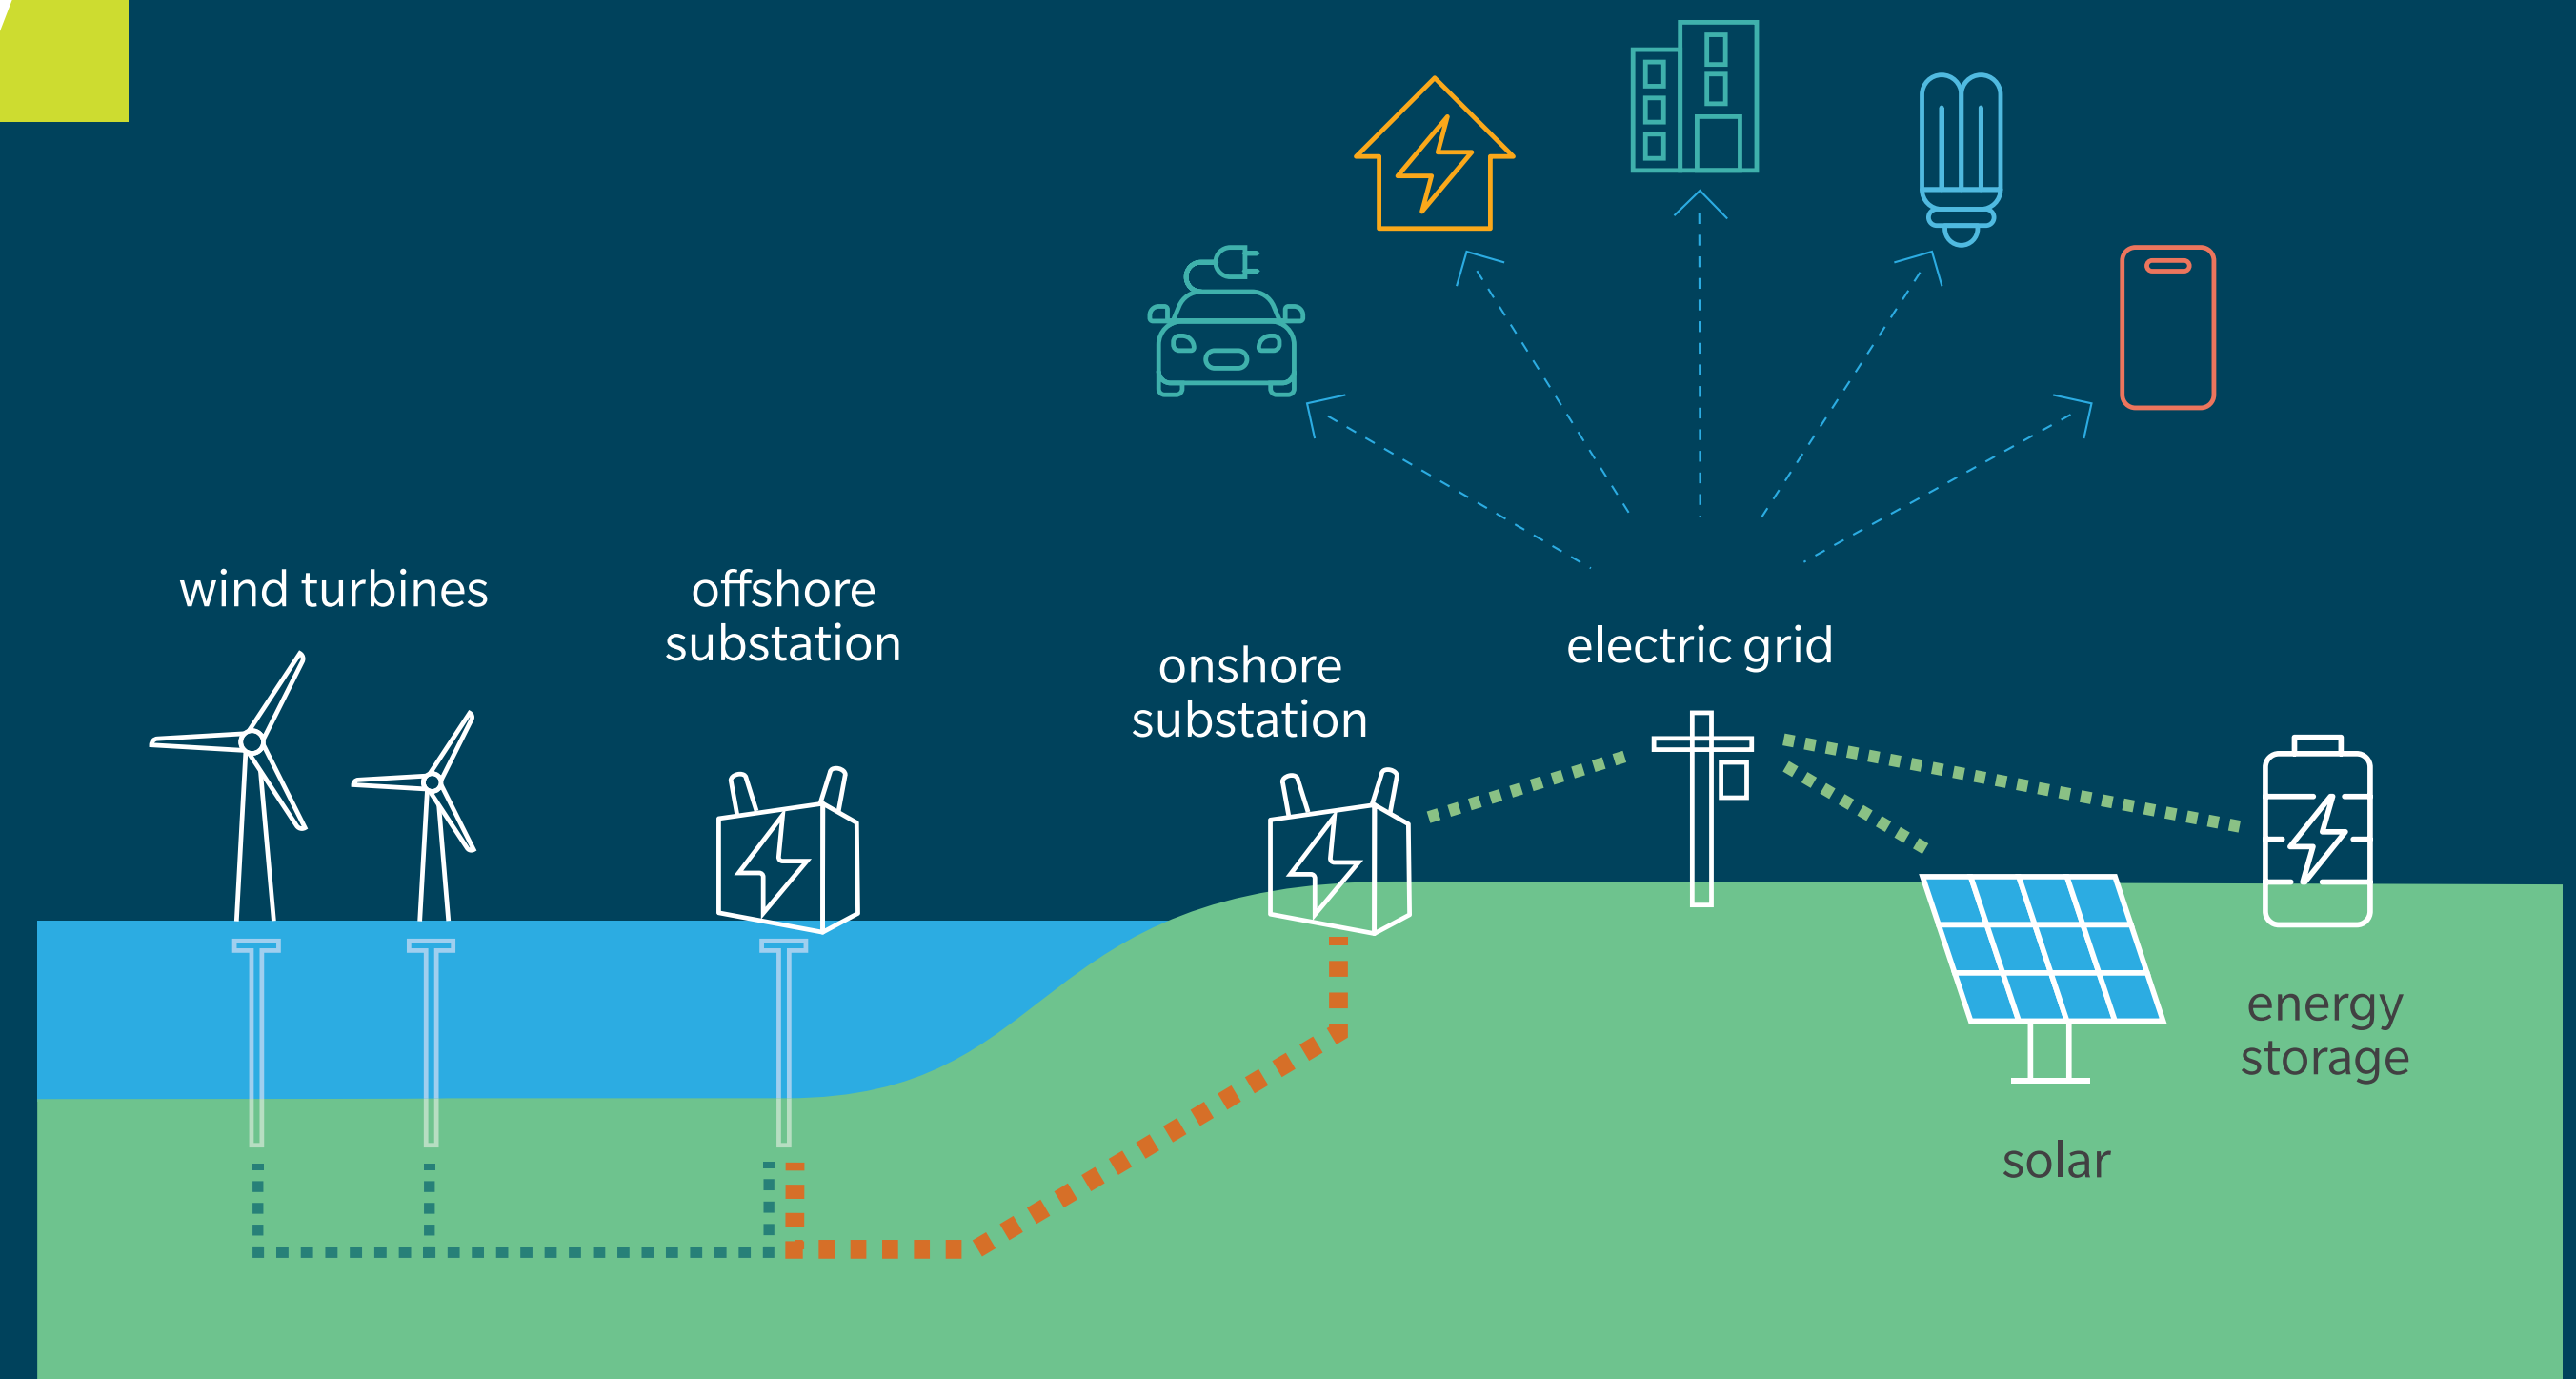 wind turbines
offshore
substation
onshore
substation
electric grid
energy
storage
solar